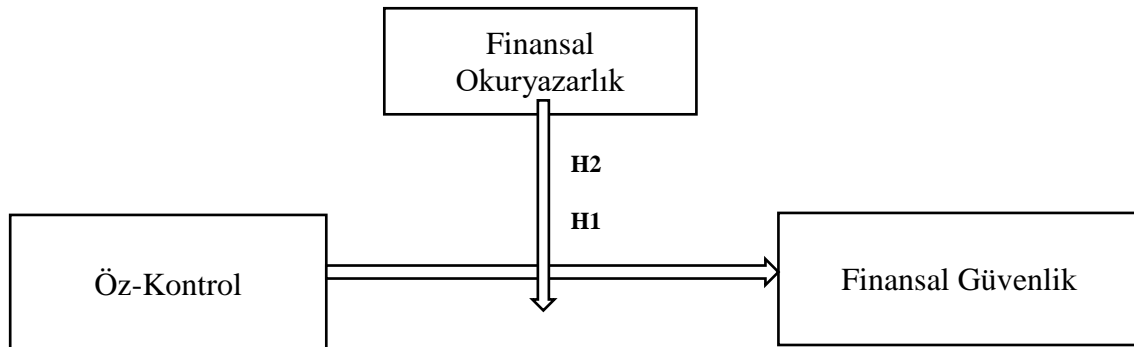 Finansal
Okuryazarlık
H2
H1
Öz-Kontrol
Finansal Güvenlik